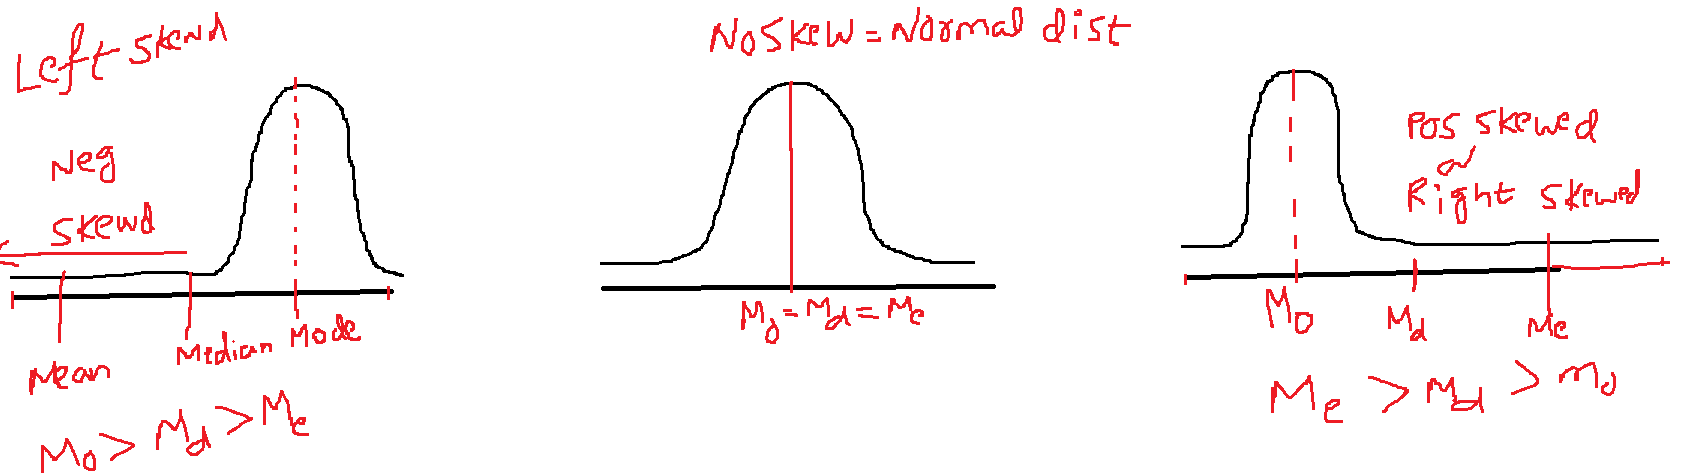 Left skewd
Neg
skewd
Mean
Median
Mode
Mo > Md > Me
No Skew = Normal dist
Mo = Md = Me
Pos skewed
or
Right skewed
Mo
Md
Me
Me > Md > mo